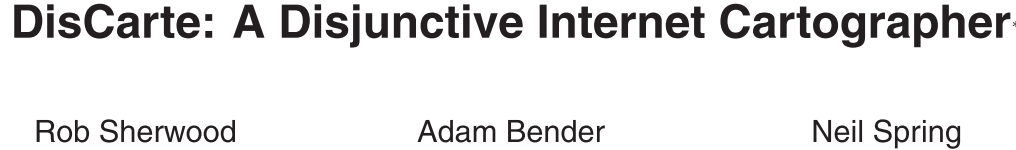 DisCarte: A Disjunctive Internet Cartographer*
Rob Sherwood Adam Bender Neil Spring